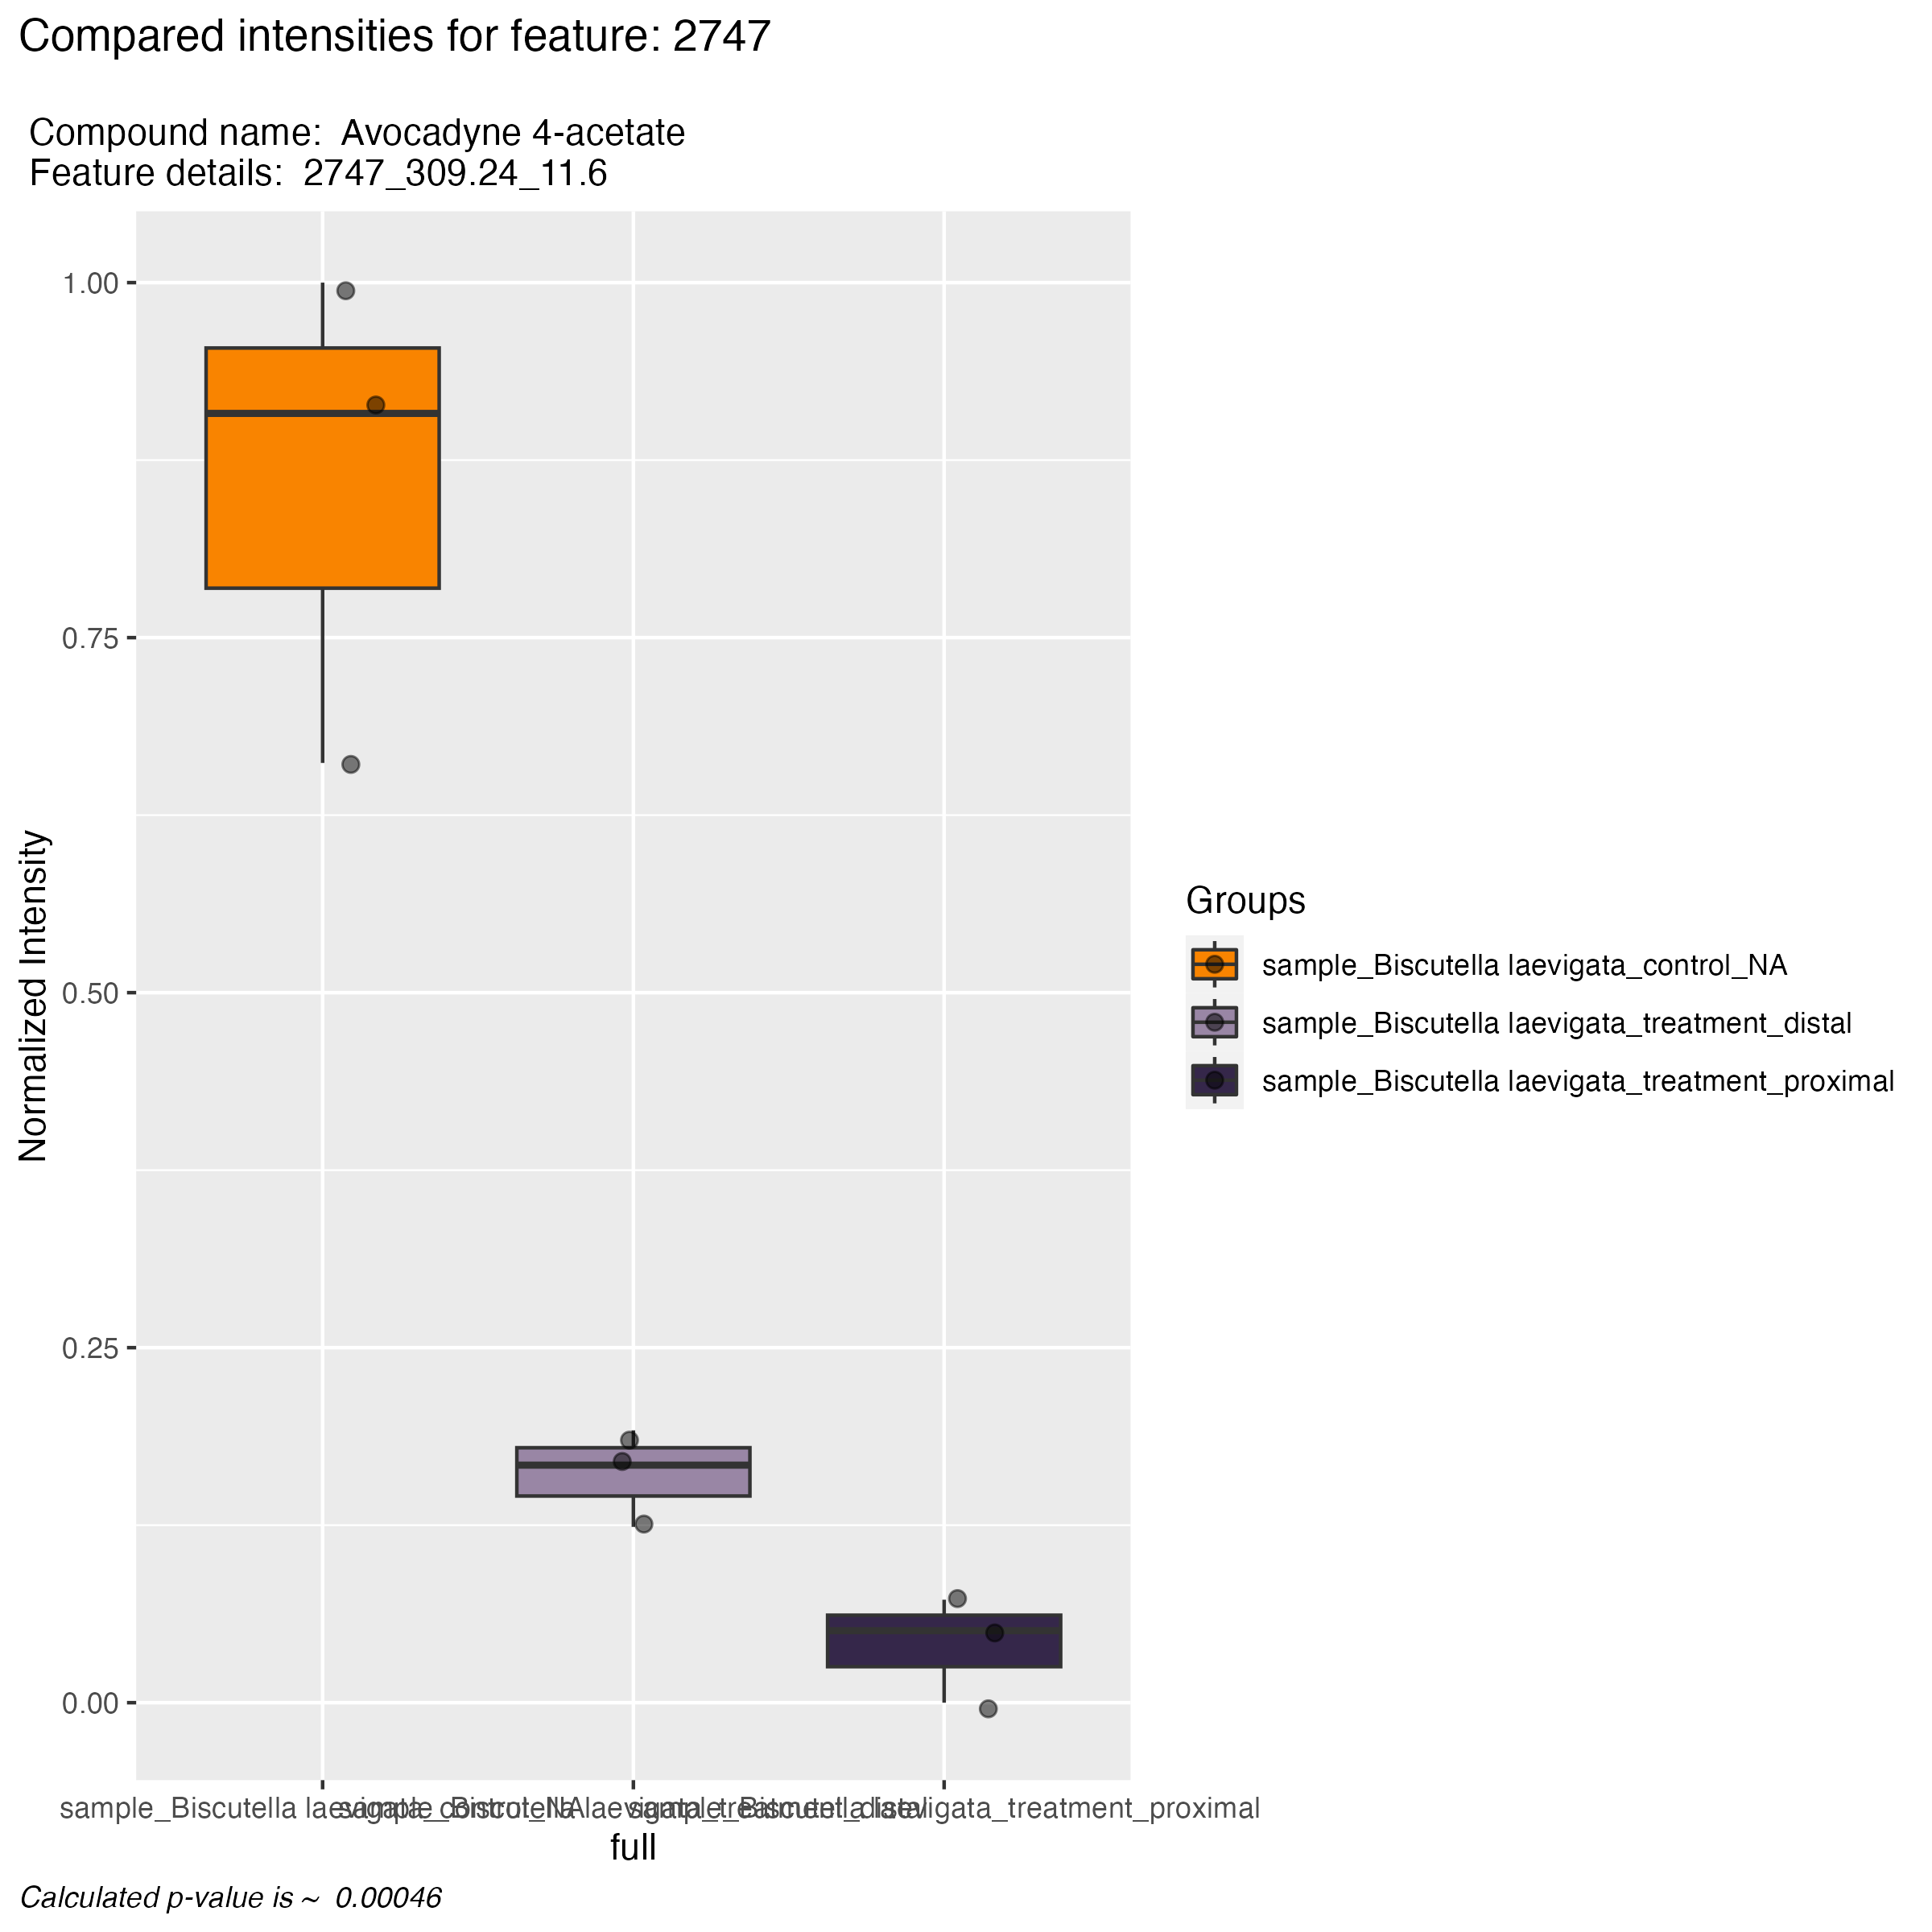 Compared intensities for feature: 2747
Compound name:  Avocadyne 4-acetate
Feature details:  2747_309.24_11.6
Normalized Intensity
1.00
0.75
0.50
0.25
0.00
sample_Biscutella laevigata_control_NA
sample_Biscutella laevigata_treatment_distal
sample_Biscutella laevigata_treatment_proximal
full
Groups
sample_Biscutella laevigata_control_NA
sample_Biscutella laevigata_treatment_distal
sample_Biscutella laevigata_treatment_proximal
Calculated p-value is ~  0.00046